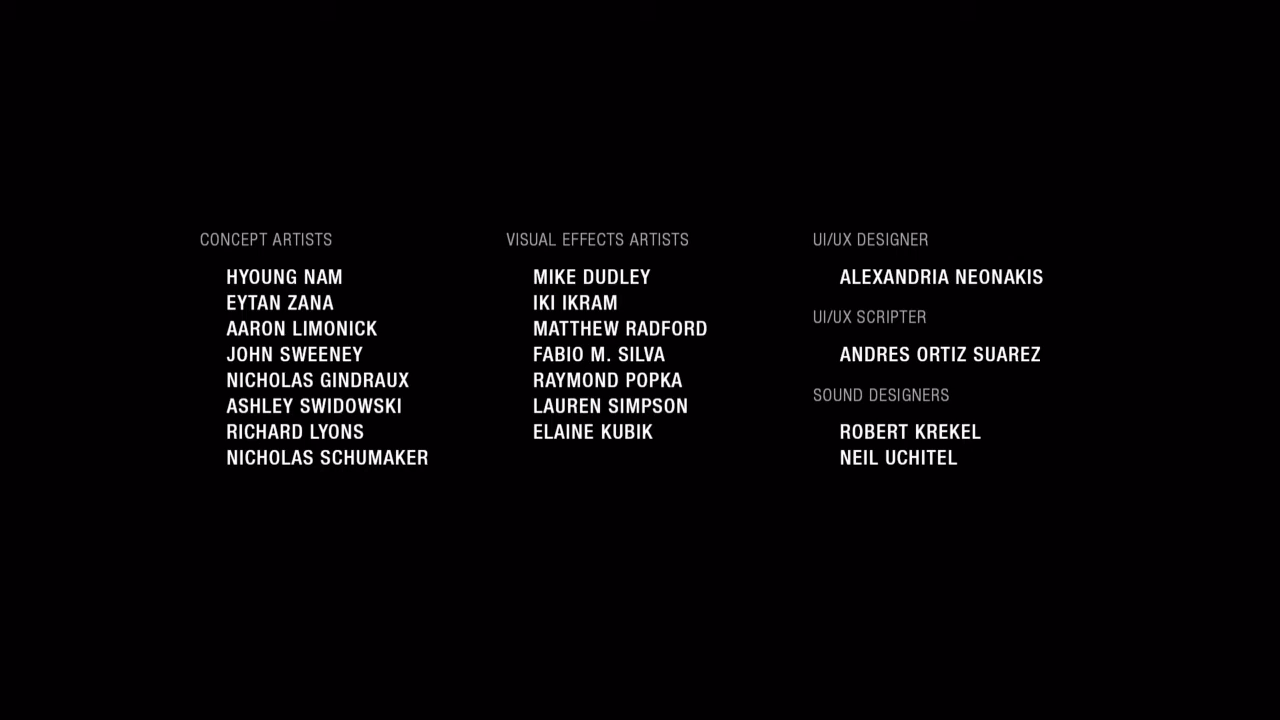 CONCEPT ARTISTS
HYOUNG NAM
EYTAN ZANA
AARON LIMONICK
JOHN SWEENEY
NICHOLAS GINDRAUX
ASHLEY SWIDOWSKI
RICHARD LYONS
NICHOLAS SCHUMAKER
VISUAL EFFECTS ARTISTS
MIKE DUDLEY
IKI IKRAM
MATTHEW RADFORD
FABIO M. SILVA
RAYMOND POPKA
LAUREN SIMPSON
ELAINE KUBIK
UI/UX DESIGNER
ALEXANDRIA NEONAKIS
UI/UX SCRIPTER
ANDRES ORTIZ SUAREZ
SOUND DESIGNERS
ROBERT KREKEL
NEIL UCHITEL